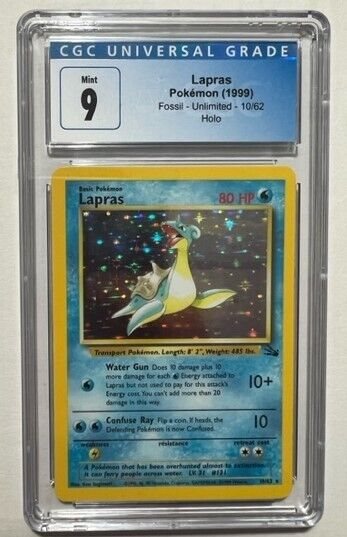 CGC UNIVERSAL GRADE
Mint
9
Lapras
Pokémon (1999)
Fossil - Unlimited - 10/62
Holo
Basic Pokémon
Lapras
80 HP
Transport Pokémon. Length: 8' 2", Weight: 485 lbs.
Water Gun Does 10 damage plus 10
more damage for each Energy attached to
Lapras but not used to pay for this attack's
Energy cost. You can't add more than 20
damage in this way.
10+
Confuse Ray Flip a coin. If heads, the
Defending Pokémon is now Confused.
10
weakness
resistance
retreat cost
A Pokémon that has been overhunted almost to extinction.
It can ferry people across water. LV. 31 #131
10/62